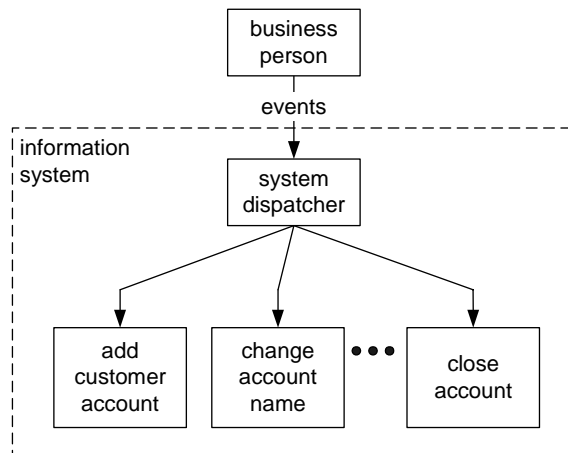 business
person
events
information
system
system
dispatcher
add
customer
account
change
account
name
close
account